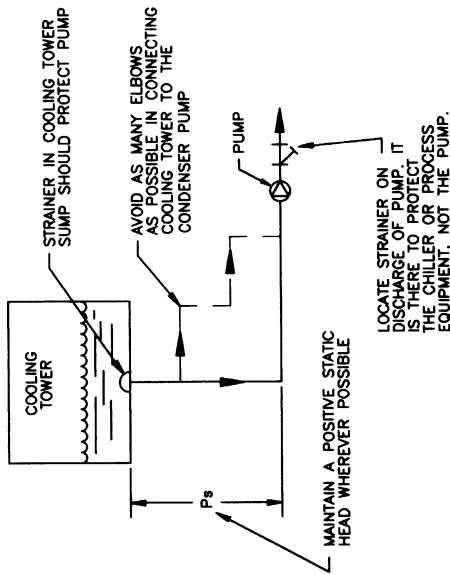 COOLING
TOWER
STRAINER IN COOLING TOWER
SUMP SHOULD PROTECT PUMP
AVOID AS MANY ELBOWS
AS POSSIBLE IN CONNECTING
COOLING TOWER TO THE
CONDENSER PUMP
PUMP
Ps
MAINTAIN A POSITIVE STATIC
HEAD WHEREVER POSSIBLE
LOCATE STRAINER ON
DISCHARGE OF PUMP. IT
IS THERE TO PROTECT
THE CHILLER OR PROCESS
EQUIPMENT, NOT THE PUMP.